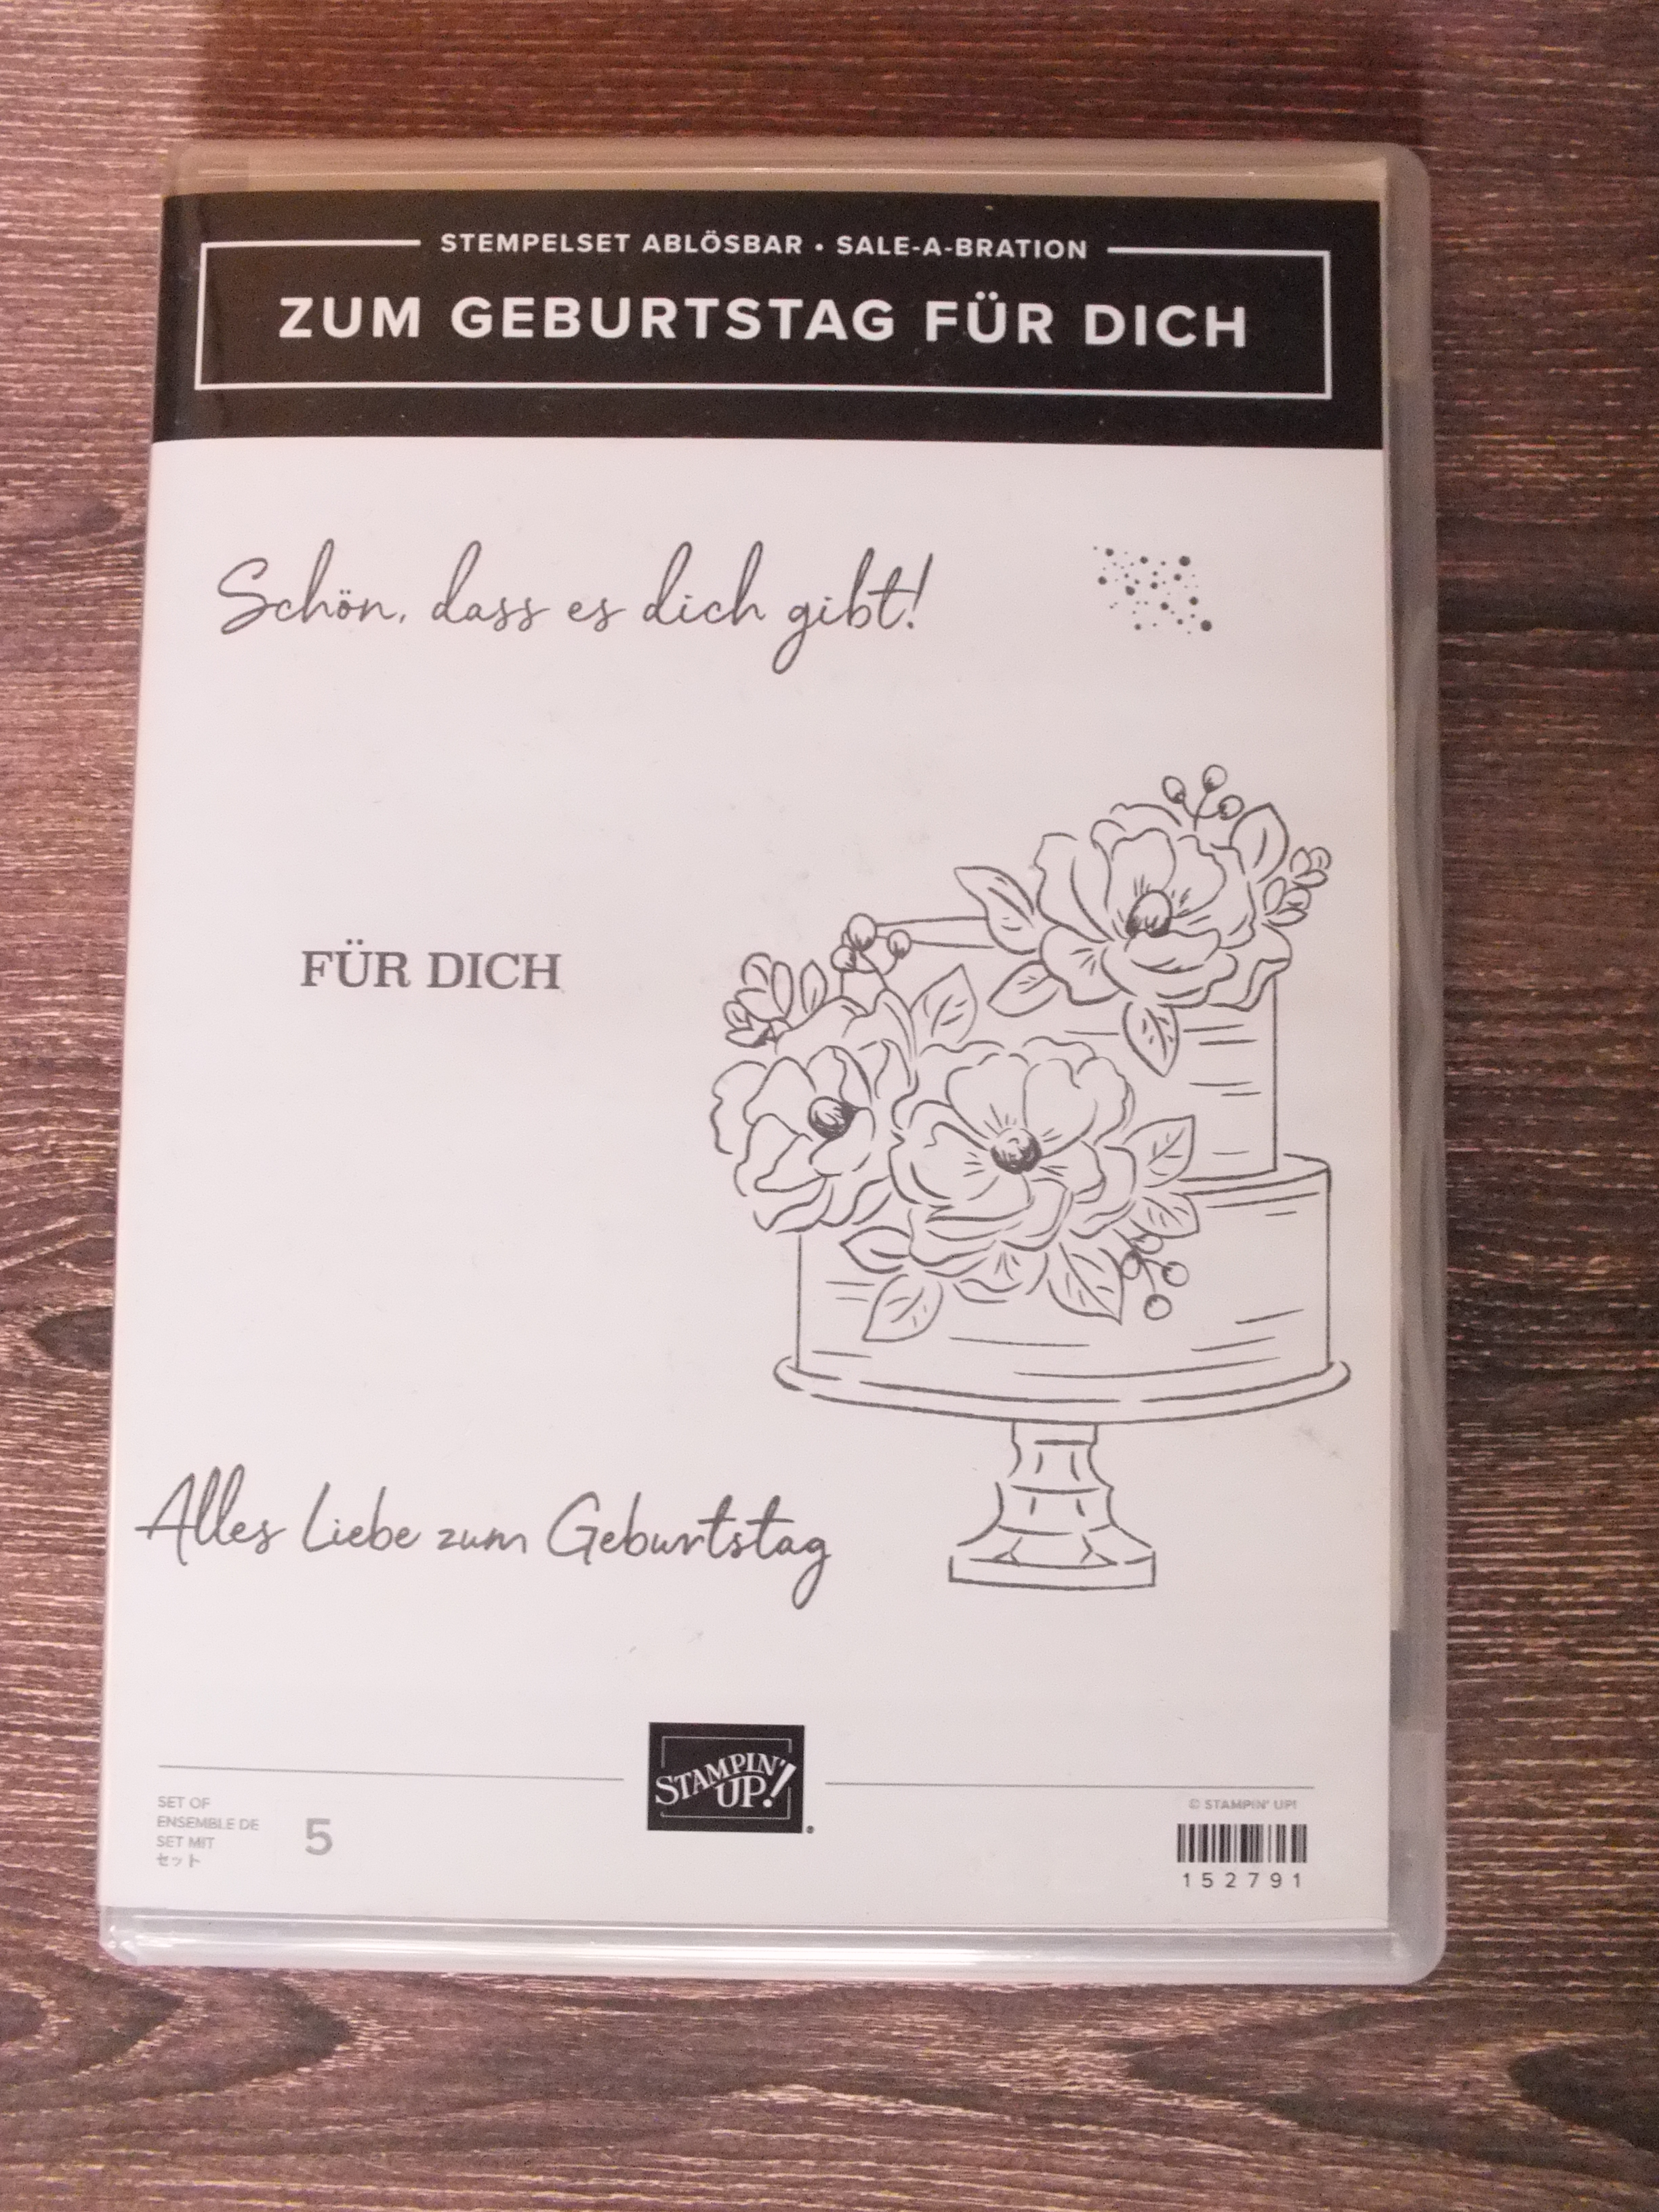 STEMPELSET ABLÖSBAR • SALE-A-BRATION
ZUM GEBURTSTAG FÜR DICH
Schön, dass es dich gibt!
FÜR DICH
Alles Liebe zum Geburtstag
STAMPIN' UP!®
SET OF
ENSEMBLE DE
SET MIT
セット
5
© STAMPIN' UP!
152791